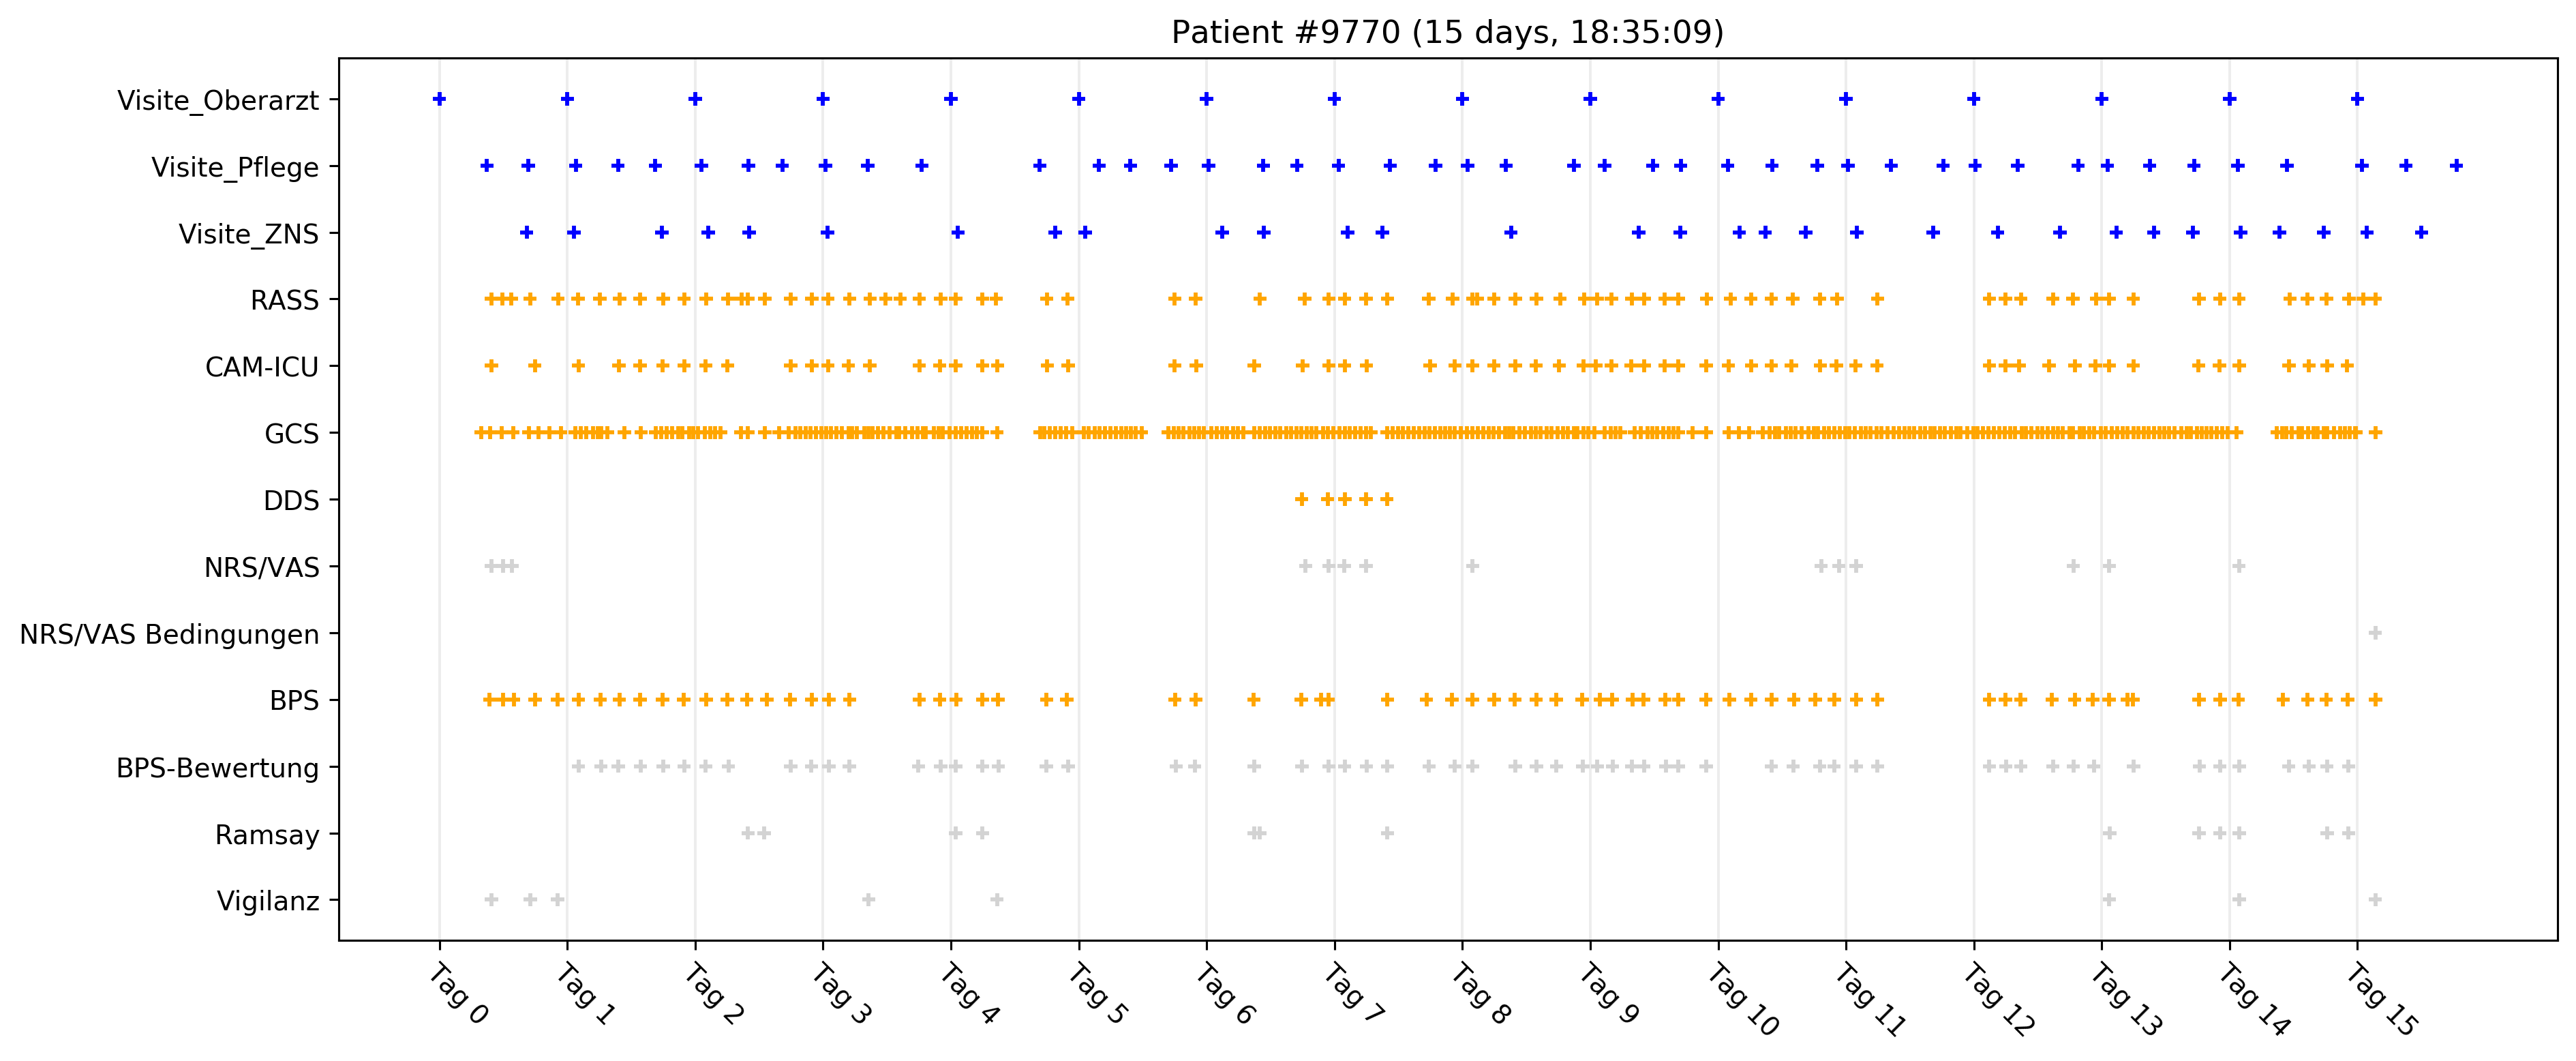 Patient #9770 (15 days, 18:35:09)
Visite_Oberarzt
Visite_Pflege
Visite_ZNS
RASS
CAM-ICU
GCS
DDS
NRS/VAS
NRS/VAS Bedingungen
BPS
BPS-Bewertung
Ramsay
Vigilanz
Tag 0
Tag 1
Tag 2
Tag 3
Tag 4
Tag 5
Tag 6
Tag 7
Tag 8
Tag 9
Tag 10
Tag 11
Tag 12
Tag 13
Tag 14
Tag 15